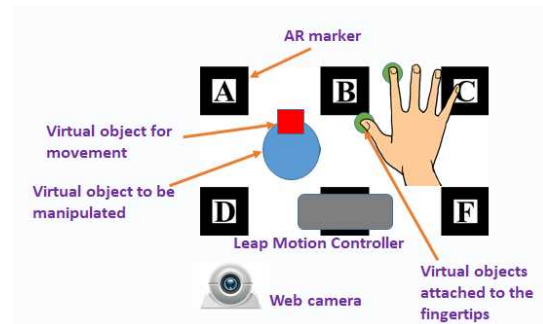 AR marker
A
B
C
Virtual object for
movement
Virtual object to be
manipulated
D
F
Leap Motion Controller
Web camera
Virtual objects
attached to the
fingertips